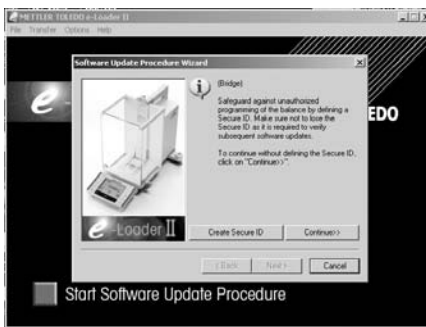 METTLER TOLEDO e-Loader II
File Transfer Options Help
Software Update Procedure Wizard
(Bridge)
Safeguard against unauthorized
programming of the balance by defining a
Secure ID. Make sure not to lose the
Secure ID as it is required to verify
subsequent software updates.
To continue without defining the Secure ID,
click on "Continue>>".
e
EDO
e-Loader II
Create Secure ID
Continue>>
< Back
Next >
Cancel
Start Software Update Procedure